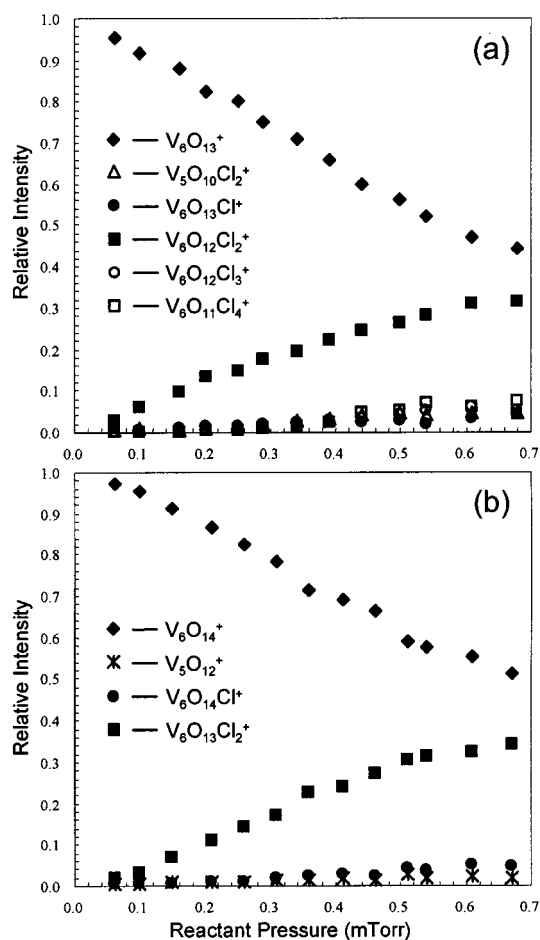 (a)
1.0
0.9
0.8
0.7
0.6
0.5
0.4
0.3
0.2
0.1
0.0
Relative Intensity
V₆O₁₃⁺
V₅O₁₀Cl₂⁺
V₆O₁₃Cl⁺
V₆O₁₂Cl₂⁺
V₆O₁₂Cl₃⁺
V₆O₁₁Cl₄⁺
0.0 0.1 0.2 0.3 0.4 0.5 0.6 0.7
(b)
1.0
0.9
0.8
0.7
0.6
0.5
0.4
0.3
0.2
0.1
0.0
Relative Intensity
V₆O₁₄⁺
V₅O₁₂⁺
V₆O₁₄Cl⁺
V₆O₁₃Cl₂⁺
0.0 0.1 0.2 0.3 0.4 0.5 0.6 0.7
Reactant Pressure (mTorr)